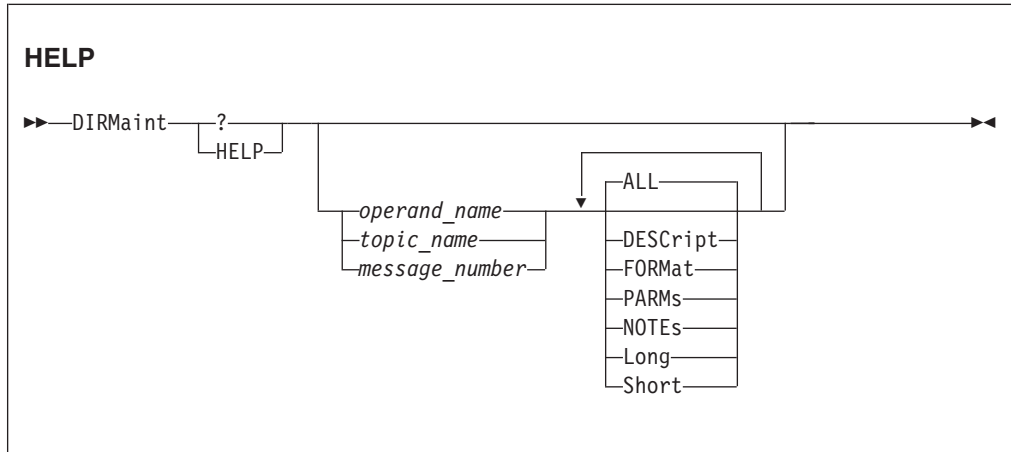 HELP
DIRMaint ?
HELP
ALL
operand_name
topic_name DESCript
message_number FORMat
PARMs
NOTEs
Long
Short